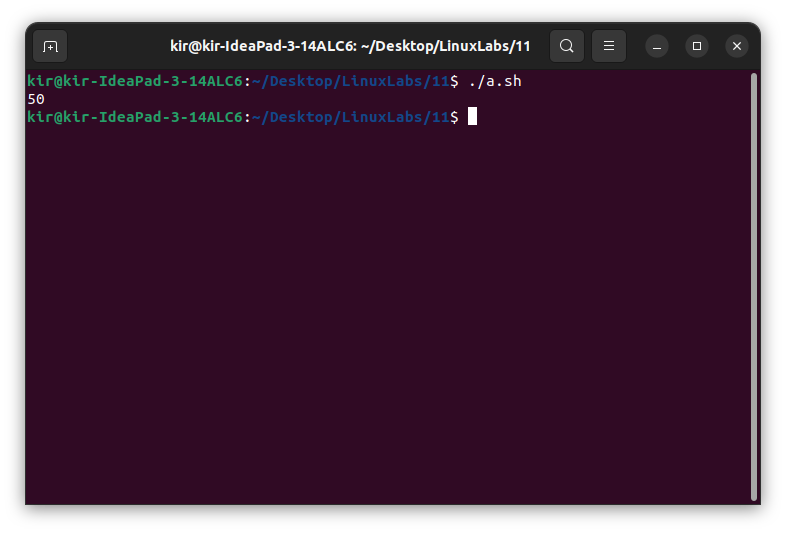 kir@kir-IdeaPad-3-14ALC6: ~/Desktop/LinuxLabs/11
kir@kir-IdeaPad-3-14ALC6:~/Desktop/LinuxLabs/11$ ./a.sh
50
kir@kir-IdeaPad-3-14ALC6:~/Desktop/LinuxLabs/11$